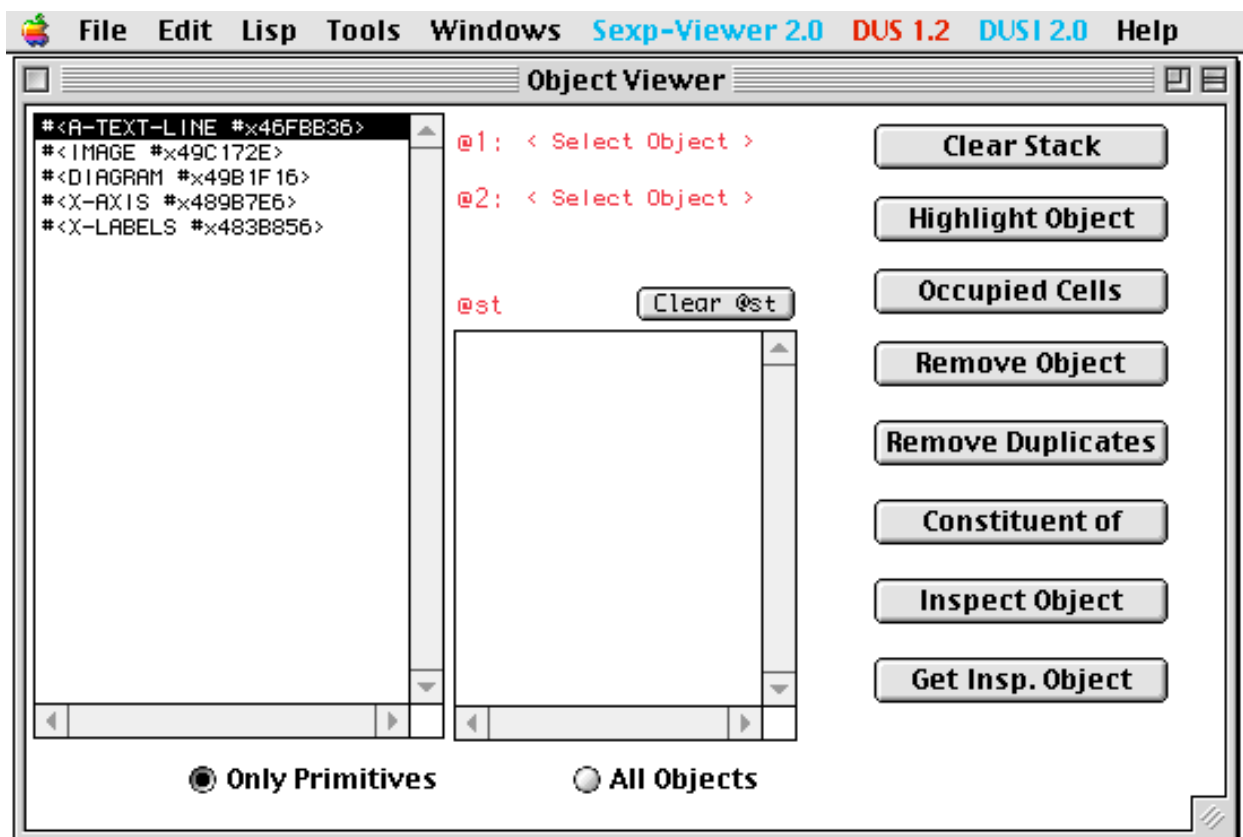 File Edit Lisp Tools Windows Sexp-Viewer 2.0 DUS 1.2 DUSI 2.0 Help
Object Viewer
#<A-TEXT-LINE #x46FBB36>
#<IMAGE #x49C172E>
#<DIAGRAM #x49B1F16>
#<X-AXIS #x489B7E6>
#<X-LABELS #x483B856>
@1: < Select Object >
@2: < Select Object >
@st Clear @st
Clear Stack
Highlight Object
Occupied Cells
Remove Object
Remove Duplicates
Constituent of
Inspect Object
Get Insp. Object
Only Primitives All Objects